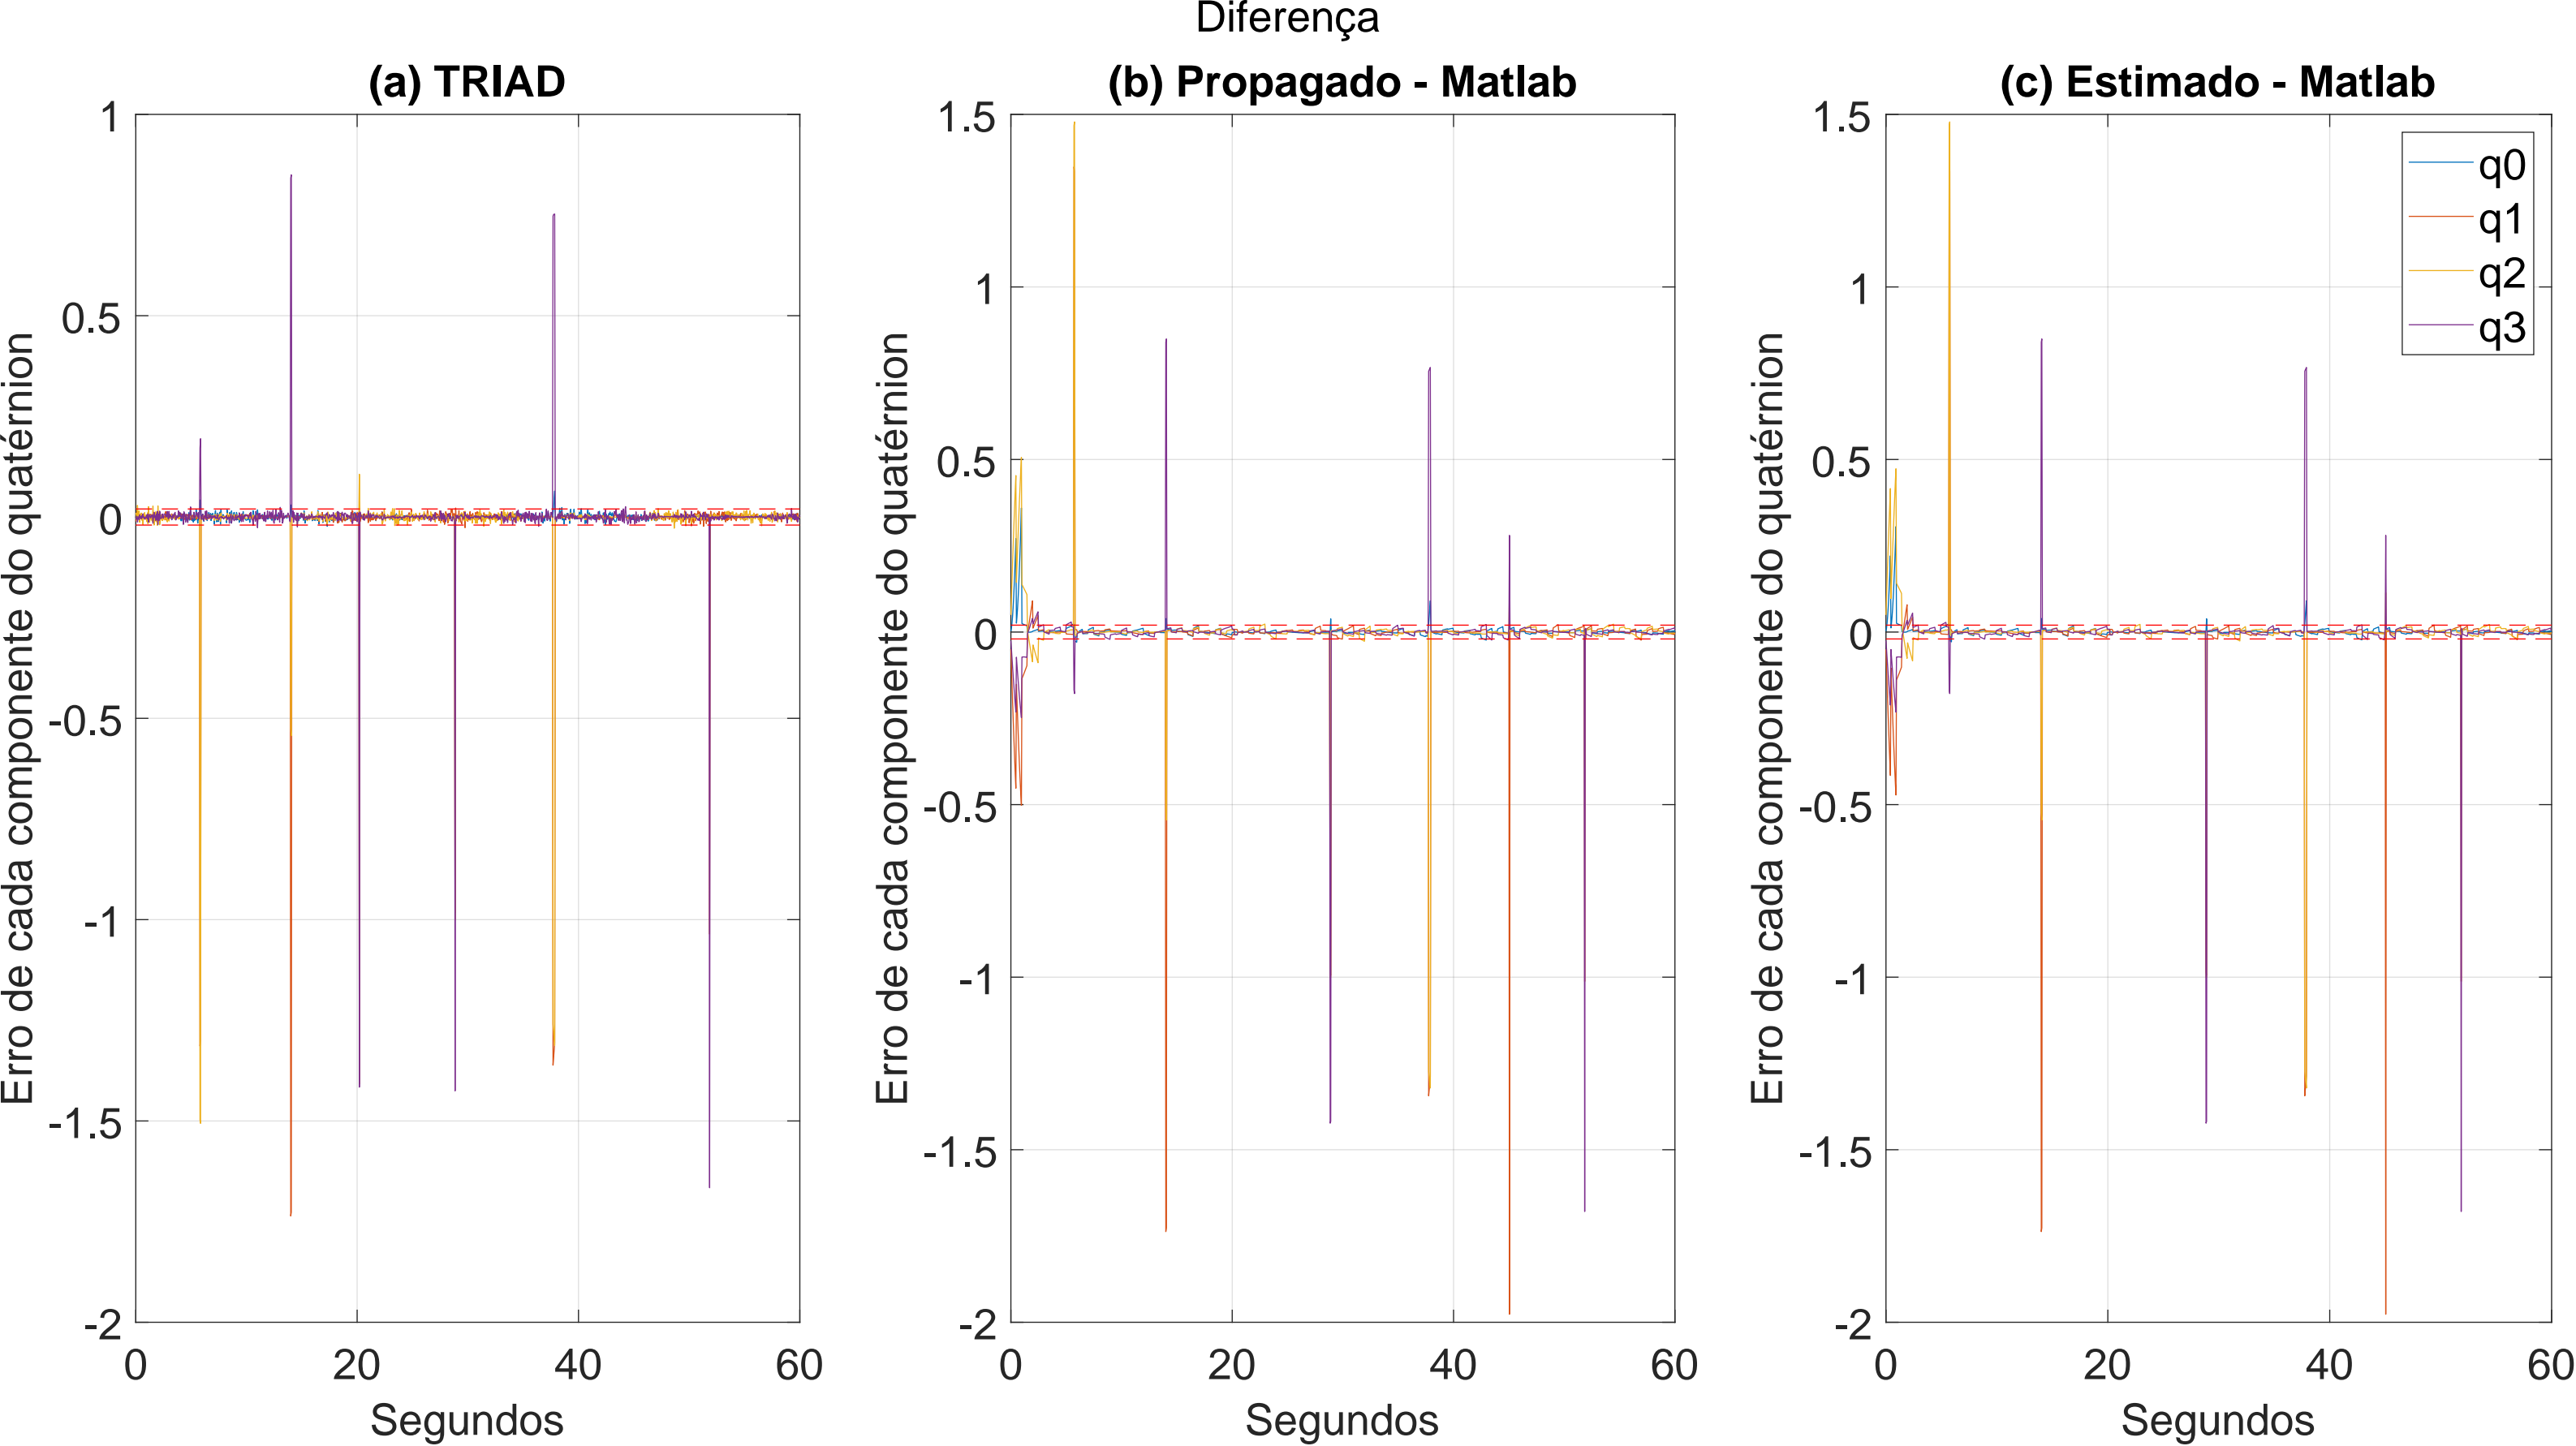 Diferença
(a) TRIAD
Erro de cada componente do quatérnion
1
0.5
0
-0.5
-1
-1.5
-2
0 20 40 60
Segundos
(b) Propagado - Matlab
Erro de cada componente do quatérnion
1.5
1
0.5
0
-0.5
-1
-1.5
-2
0 20 40 60
Segundos
(c) Estimado - Matlab
Erro de cada componente do quatérnion
1.5
1
0.5
0
-0.5
-1
-1.5
-2
0 20 40 60
Segundos
q0
q1
q2
q3